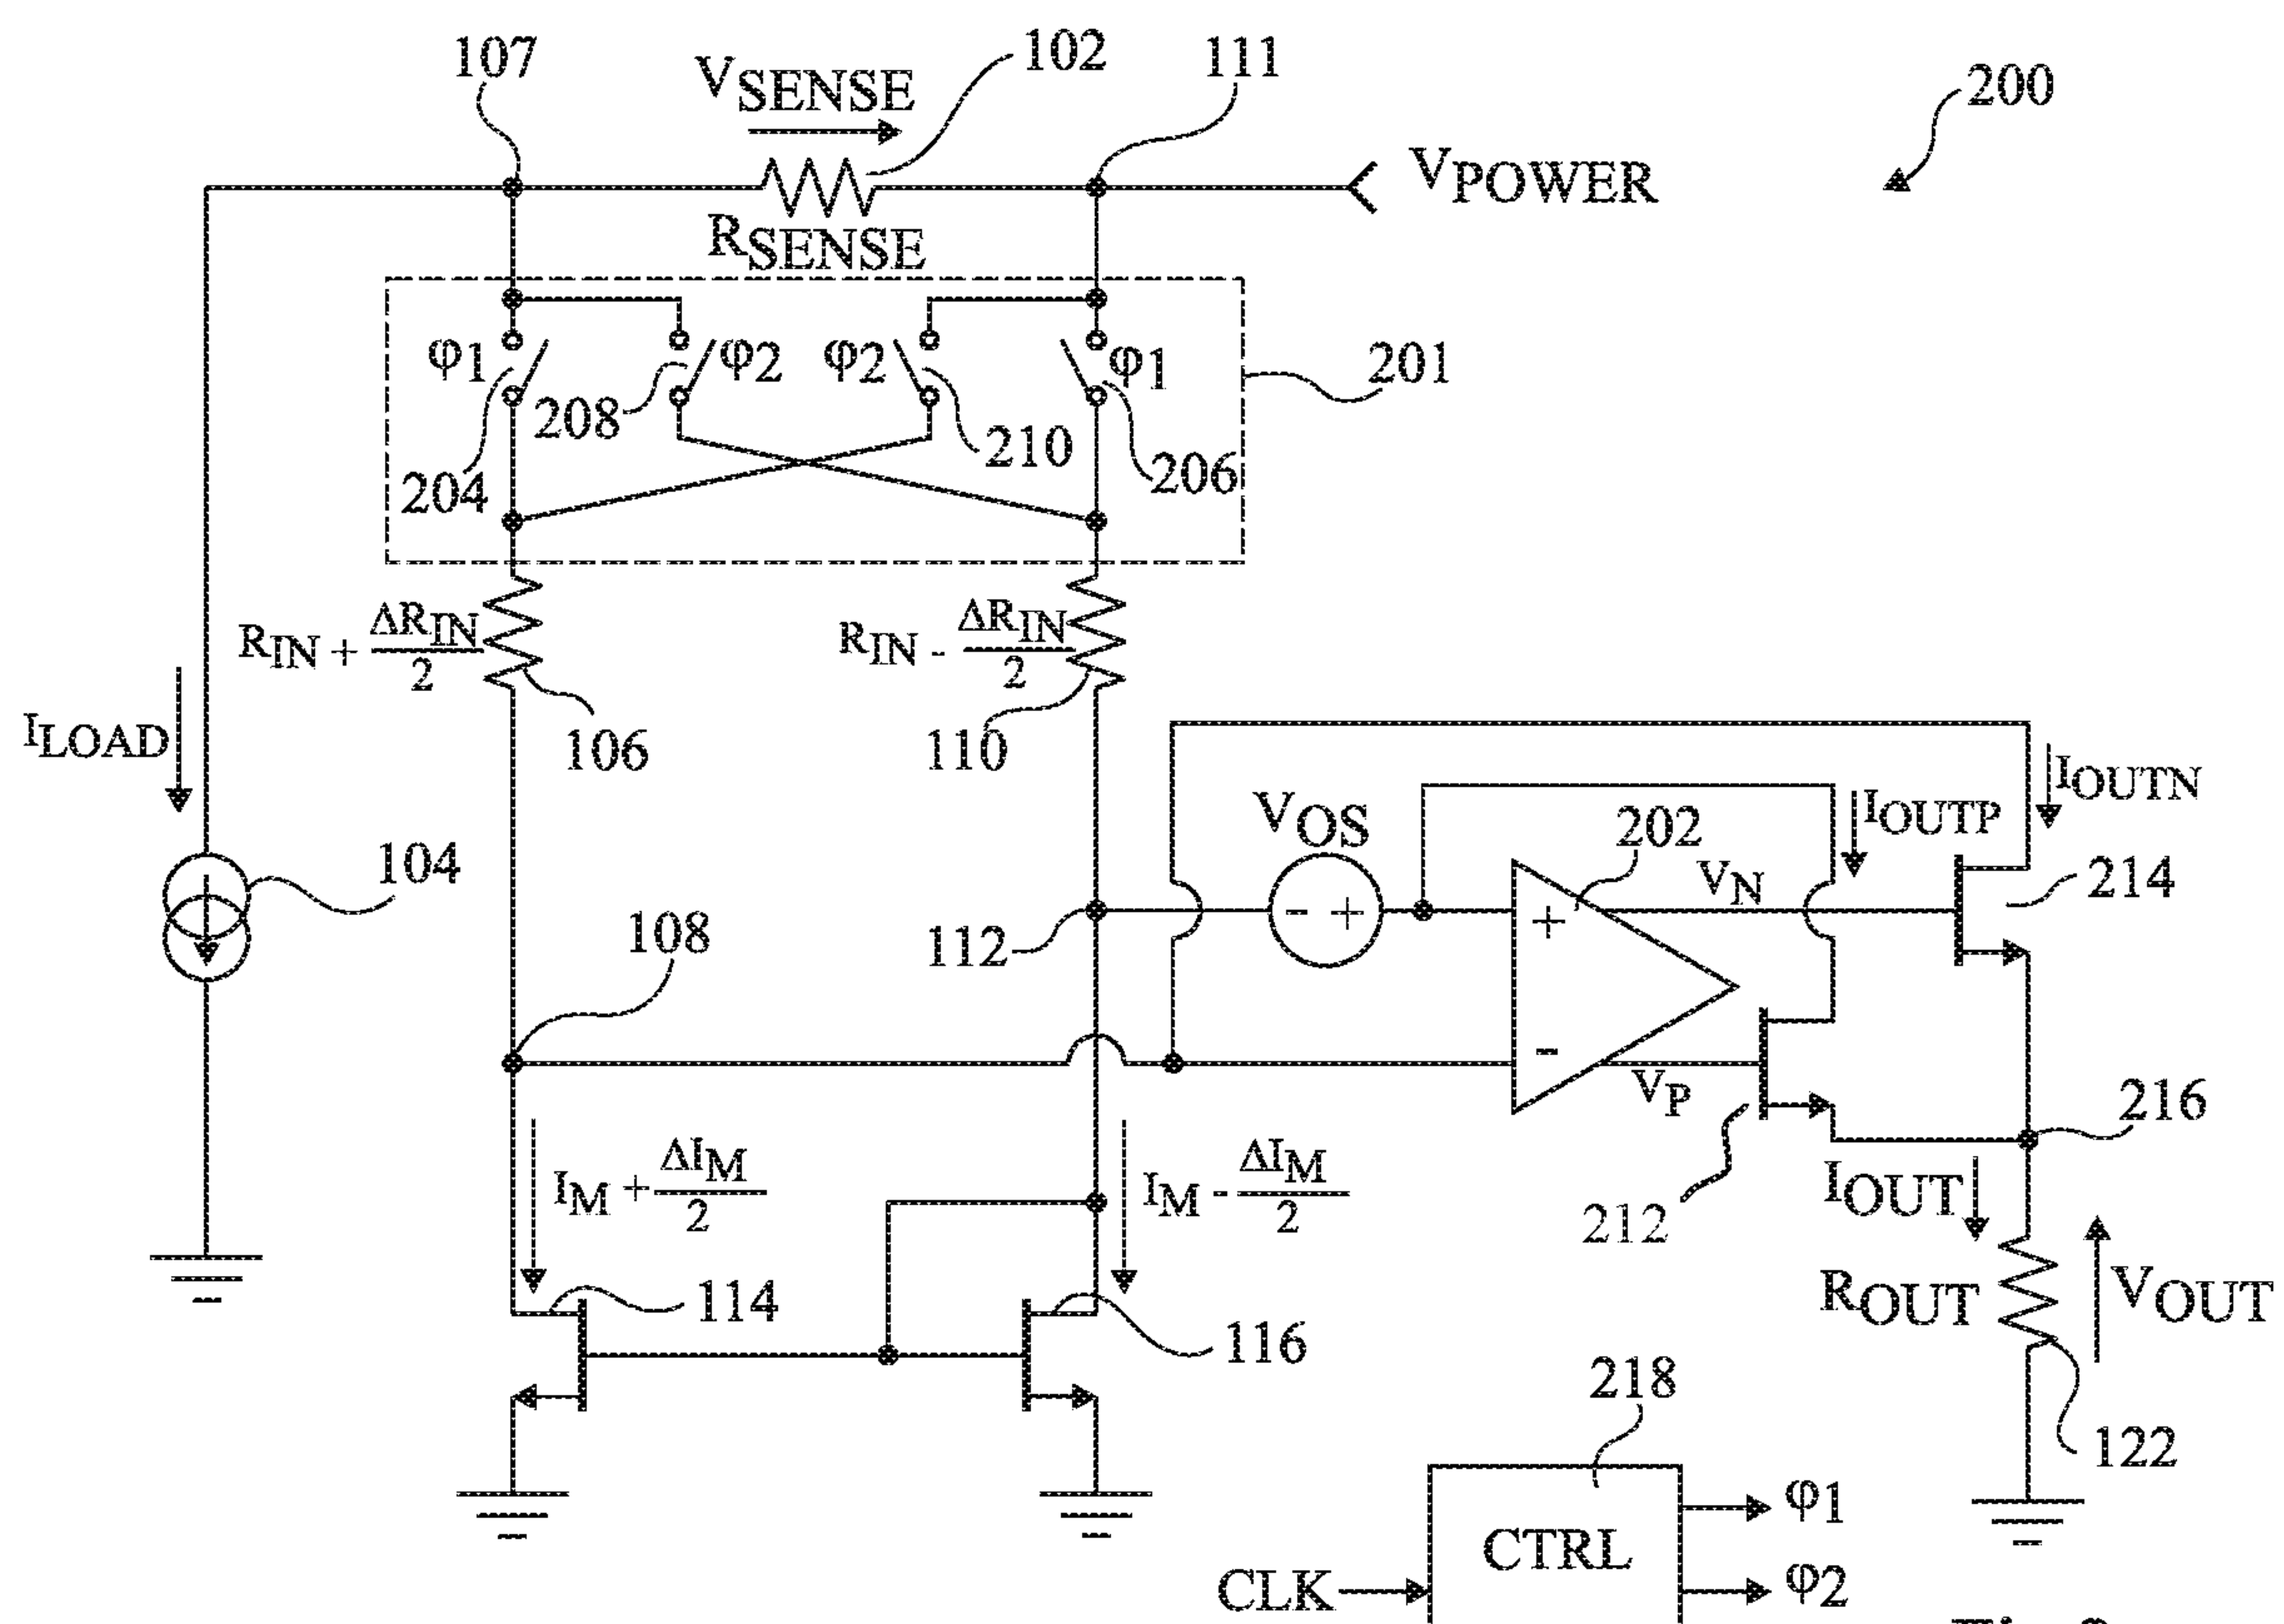 107
VSENSE
102
111
200
VPOWER
RSENSE
φ1
φ2
φ2
φ1
201
208
210
204
206
RIN + ΔRIN/2
RIN - ΔRIN/2
106
110
ILOAD
IOUTN
VOS
IOUTP
202
104
VN
214
+
- +
108
112
-
VP
216
IM + ΔIM/2
IM - ΔIM/2
212
IOUT
114
116
ROUT
VOUT
218
122
φ1
CTRL
CLK
φ2